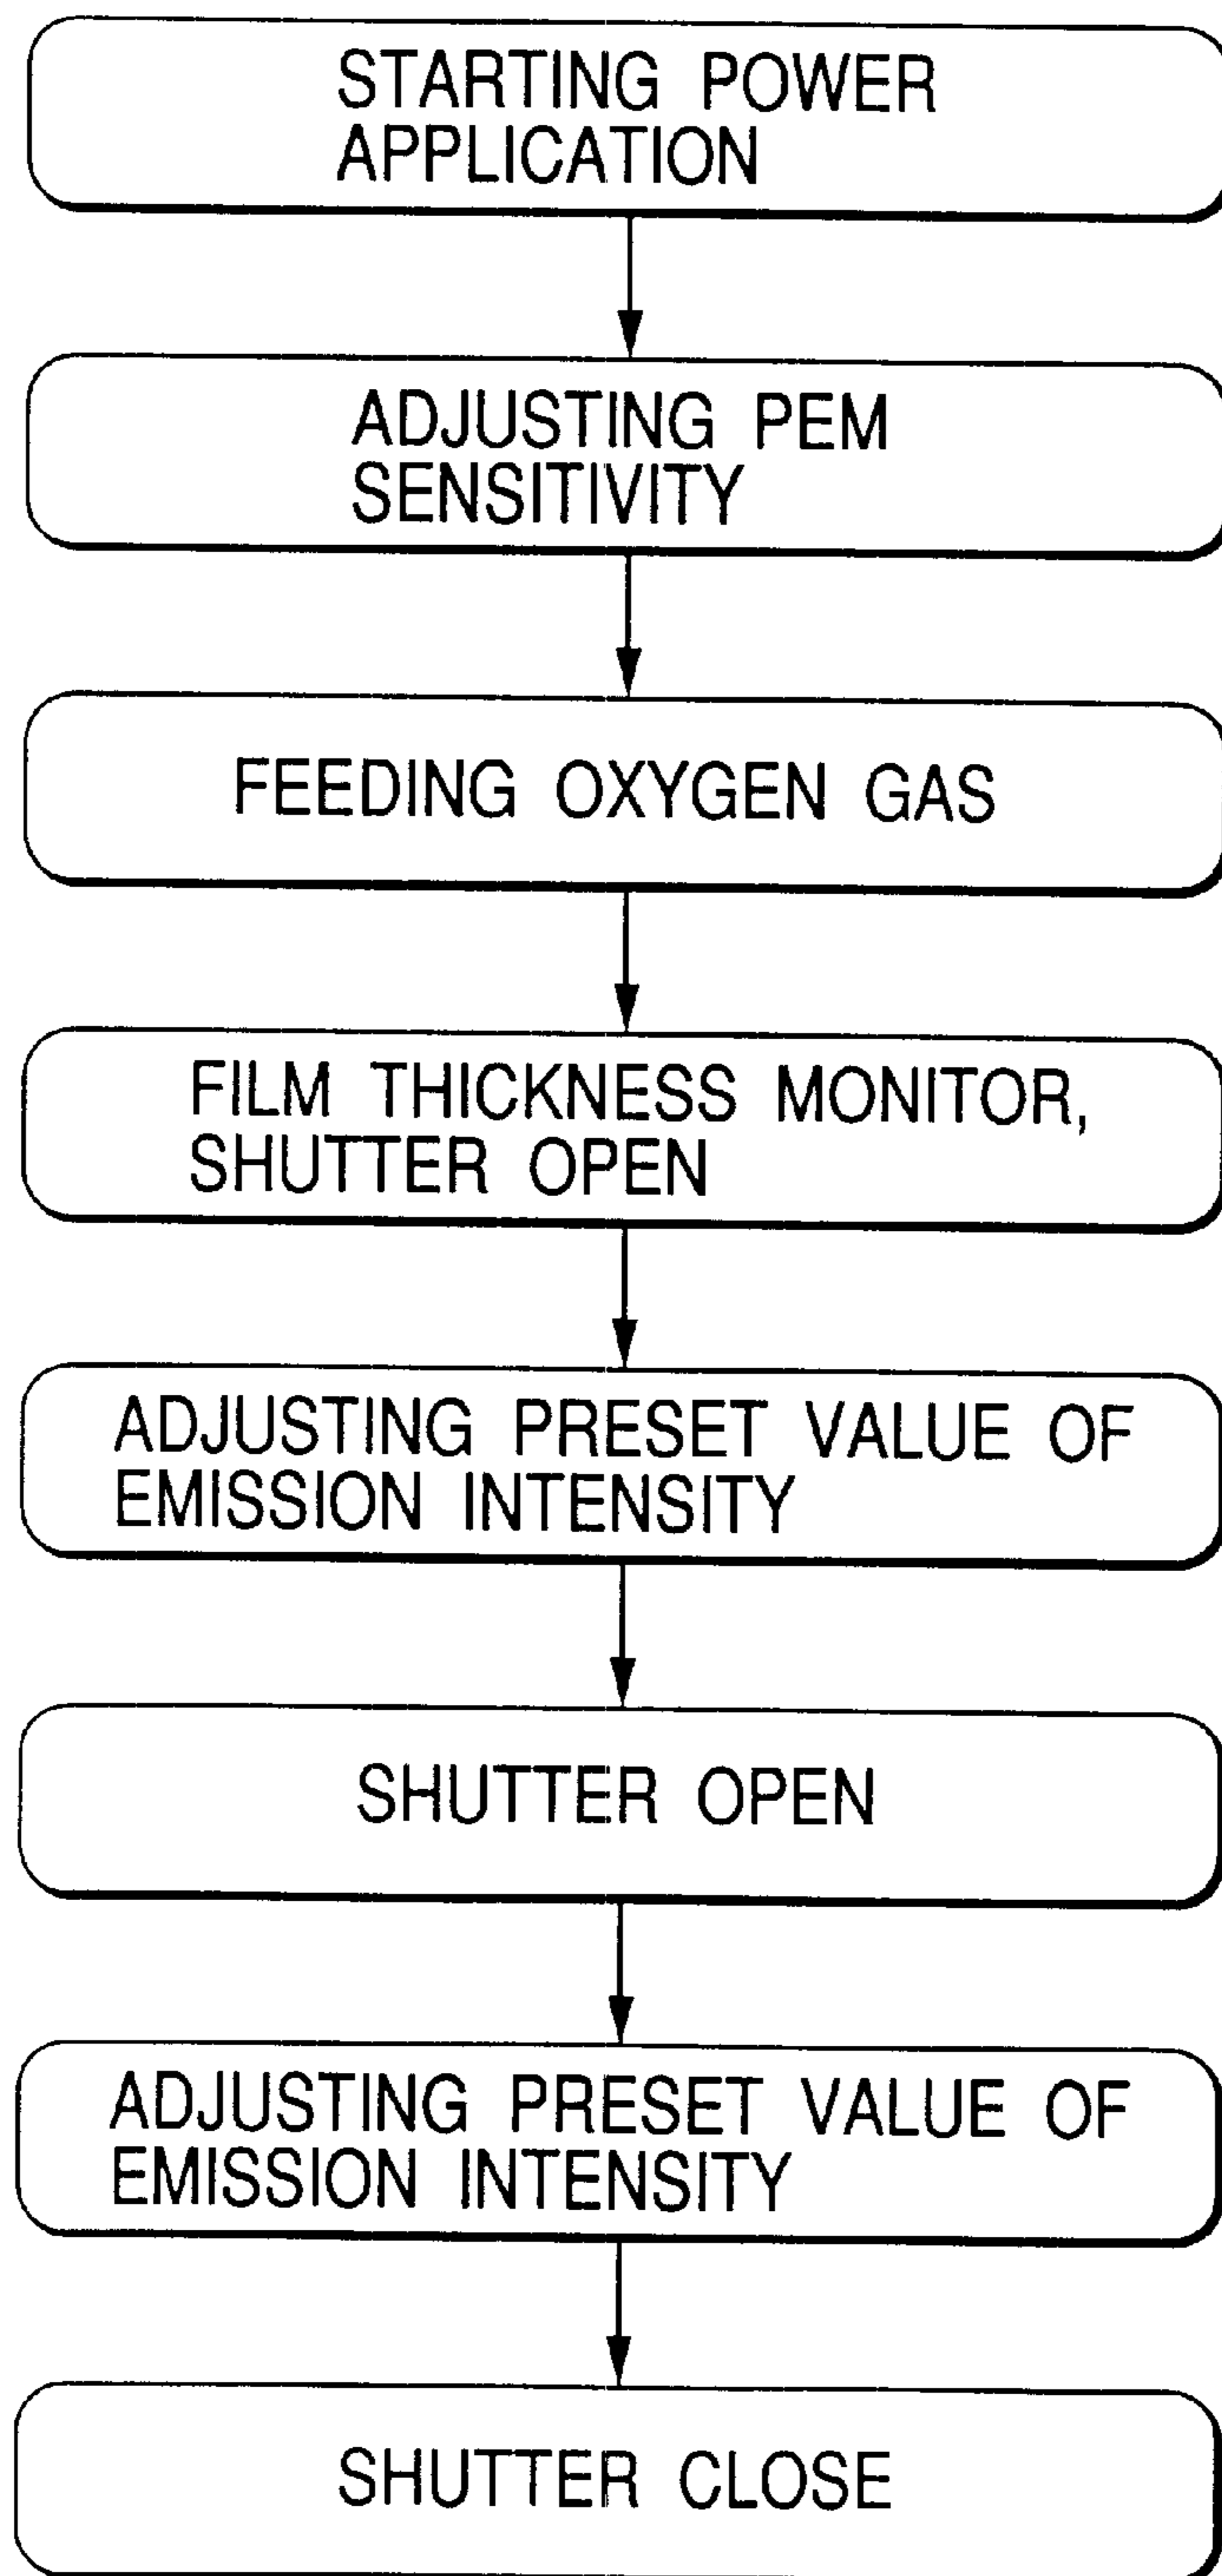 STARTING POWER
APPLICATION
ADJUSTING PEM
SENSITIVITY
FEEDING OXYGEN GAS
FILM THICKNESS MONITOR,
SHUTTER OPEN
ADJUSTING PRESET VALUE OF
EMISSION INTENSITY
SHUTTER OPEN
ADJUSTING PRESET VALUE OF
EMISSION INTENSITY
SHUTTER CLOSE